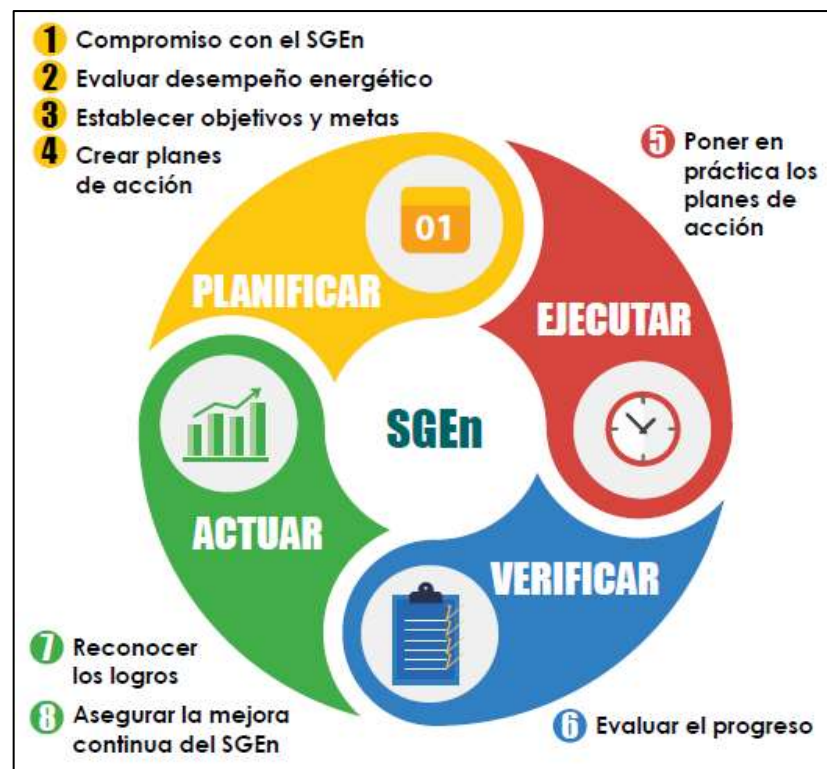 1 Compromiso con el SGEn
2 Evaluar desempeño energético
3 Establecer objetivos y metas
4 Crear planes
de acción
5 Poner en
práctica los
planes de
acción
01
PLANIFICAR
EJECUTAR
SGEn
ACTUAR
VERIFICAR
7 Reconocer
los logros
8 Asegurar la mejora
continua del SGEn
6 Evaluar el progreso